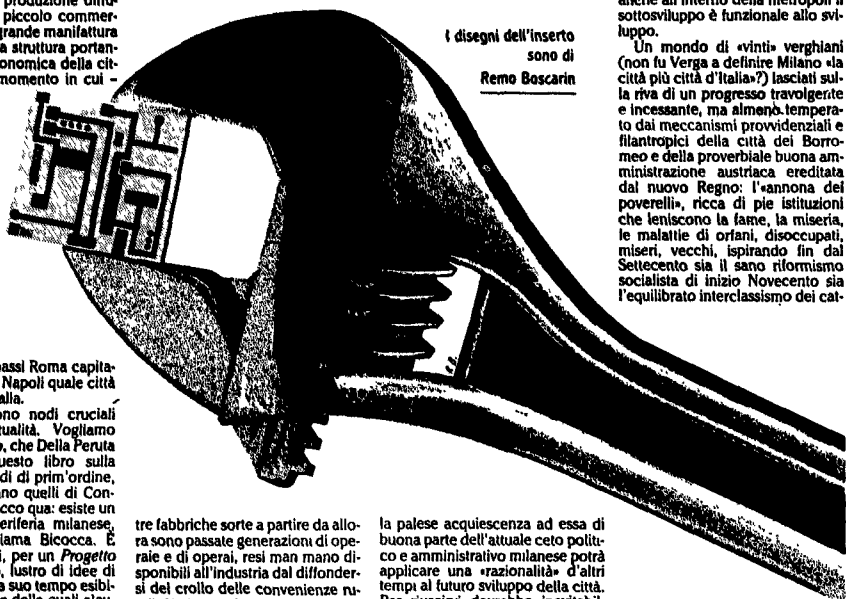 produzione diffu-
piccolo commer-
grande manifattura
a struttura portan-
onomica della cit-
momento in cui -
assi Roma capita-
Napoli quale città
alia.
ono nodi cruciali
tualità. Vogliamo
o, che Della Peruta
uesto libro sulla
di di prim'ordine,
no quelli di Con-
cco qua: esiste un
eriferia milanese,
iama Bicocca. È
i, per un Progetto
o, lustro di idee di
a suo tempo esibi-
delle quali
tre fabbriche sorte a partire da allo-
ra sono passate generazioni di ope-
raie e di operai, resi man mano di-
sponibili all'industria dal diffonder-
si del crollo delle convenienze ru-
la palese acquiescenza ad essa di
buona parte dell'attuale ceto politi-
co e amministrativo milanese potrà
applicare una «razionalità» d'altri
tempi al futuro sviluppo della città.
I disegni dell'inserto
sono di
Remo Boscarin
anche all'interno della metropoli il
sottosviluppo è funzionale allo svi-
luppo.
Un mondo di «vinti» verghiani
(non fu Verga a definire Milano «la
città più città d'Italia»?) lasciati sul-
la riva di un progresso travolgente
e incessante, ma almeno tempera-
to dai meccanismi provvidenziali e
filantropici della città dei Borro-
meo e della proverbiale buona am-
ministrazione austriaca ereditata
dal nuovo Regno: l'«annona dei
poverelli», ricca di pie istituzioni
che leniscono la fame, la miseria,
le malattie di orfani, disoccupati,
miseri, vecchi, ispirando fin dal
Settecento sia il sano riformismo
socialista di inizio Novecento sia
l'equilibrato interclassismo dei cat-